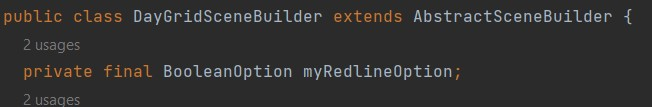 public class DayGridSceneBuilder extends AbstractSceneBuilder {
2 usages
private final BooleanOption myRedlineOption;
2 usages